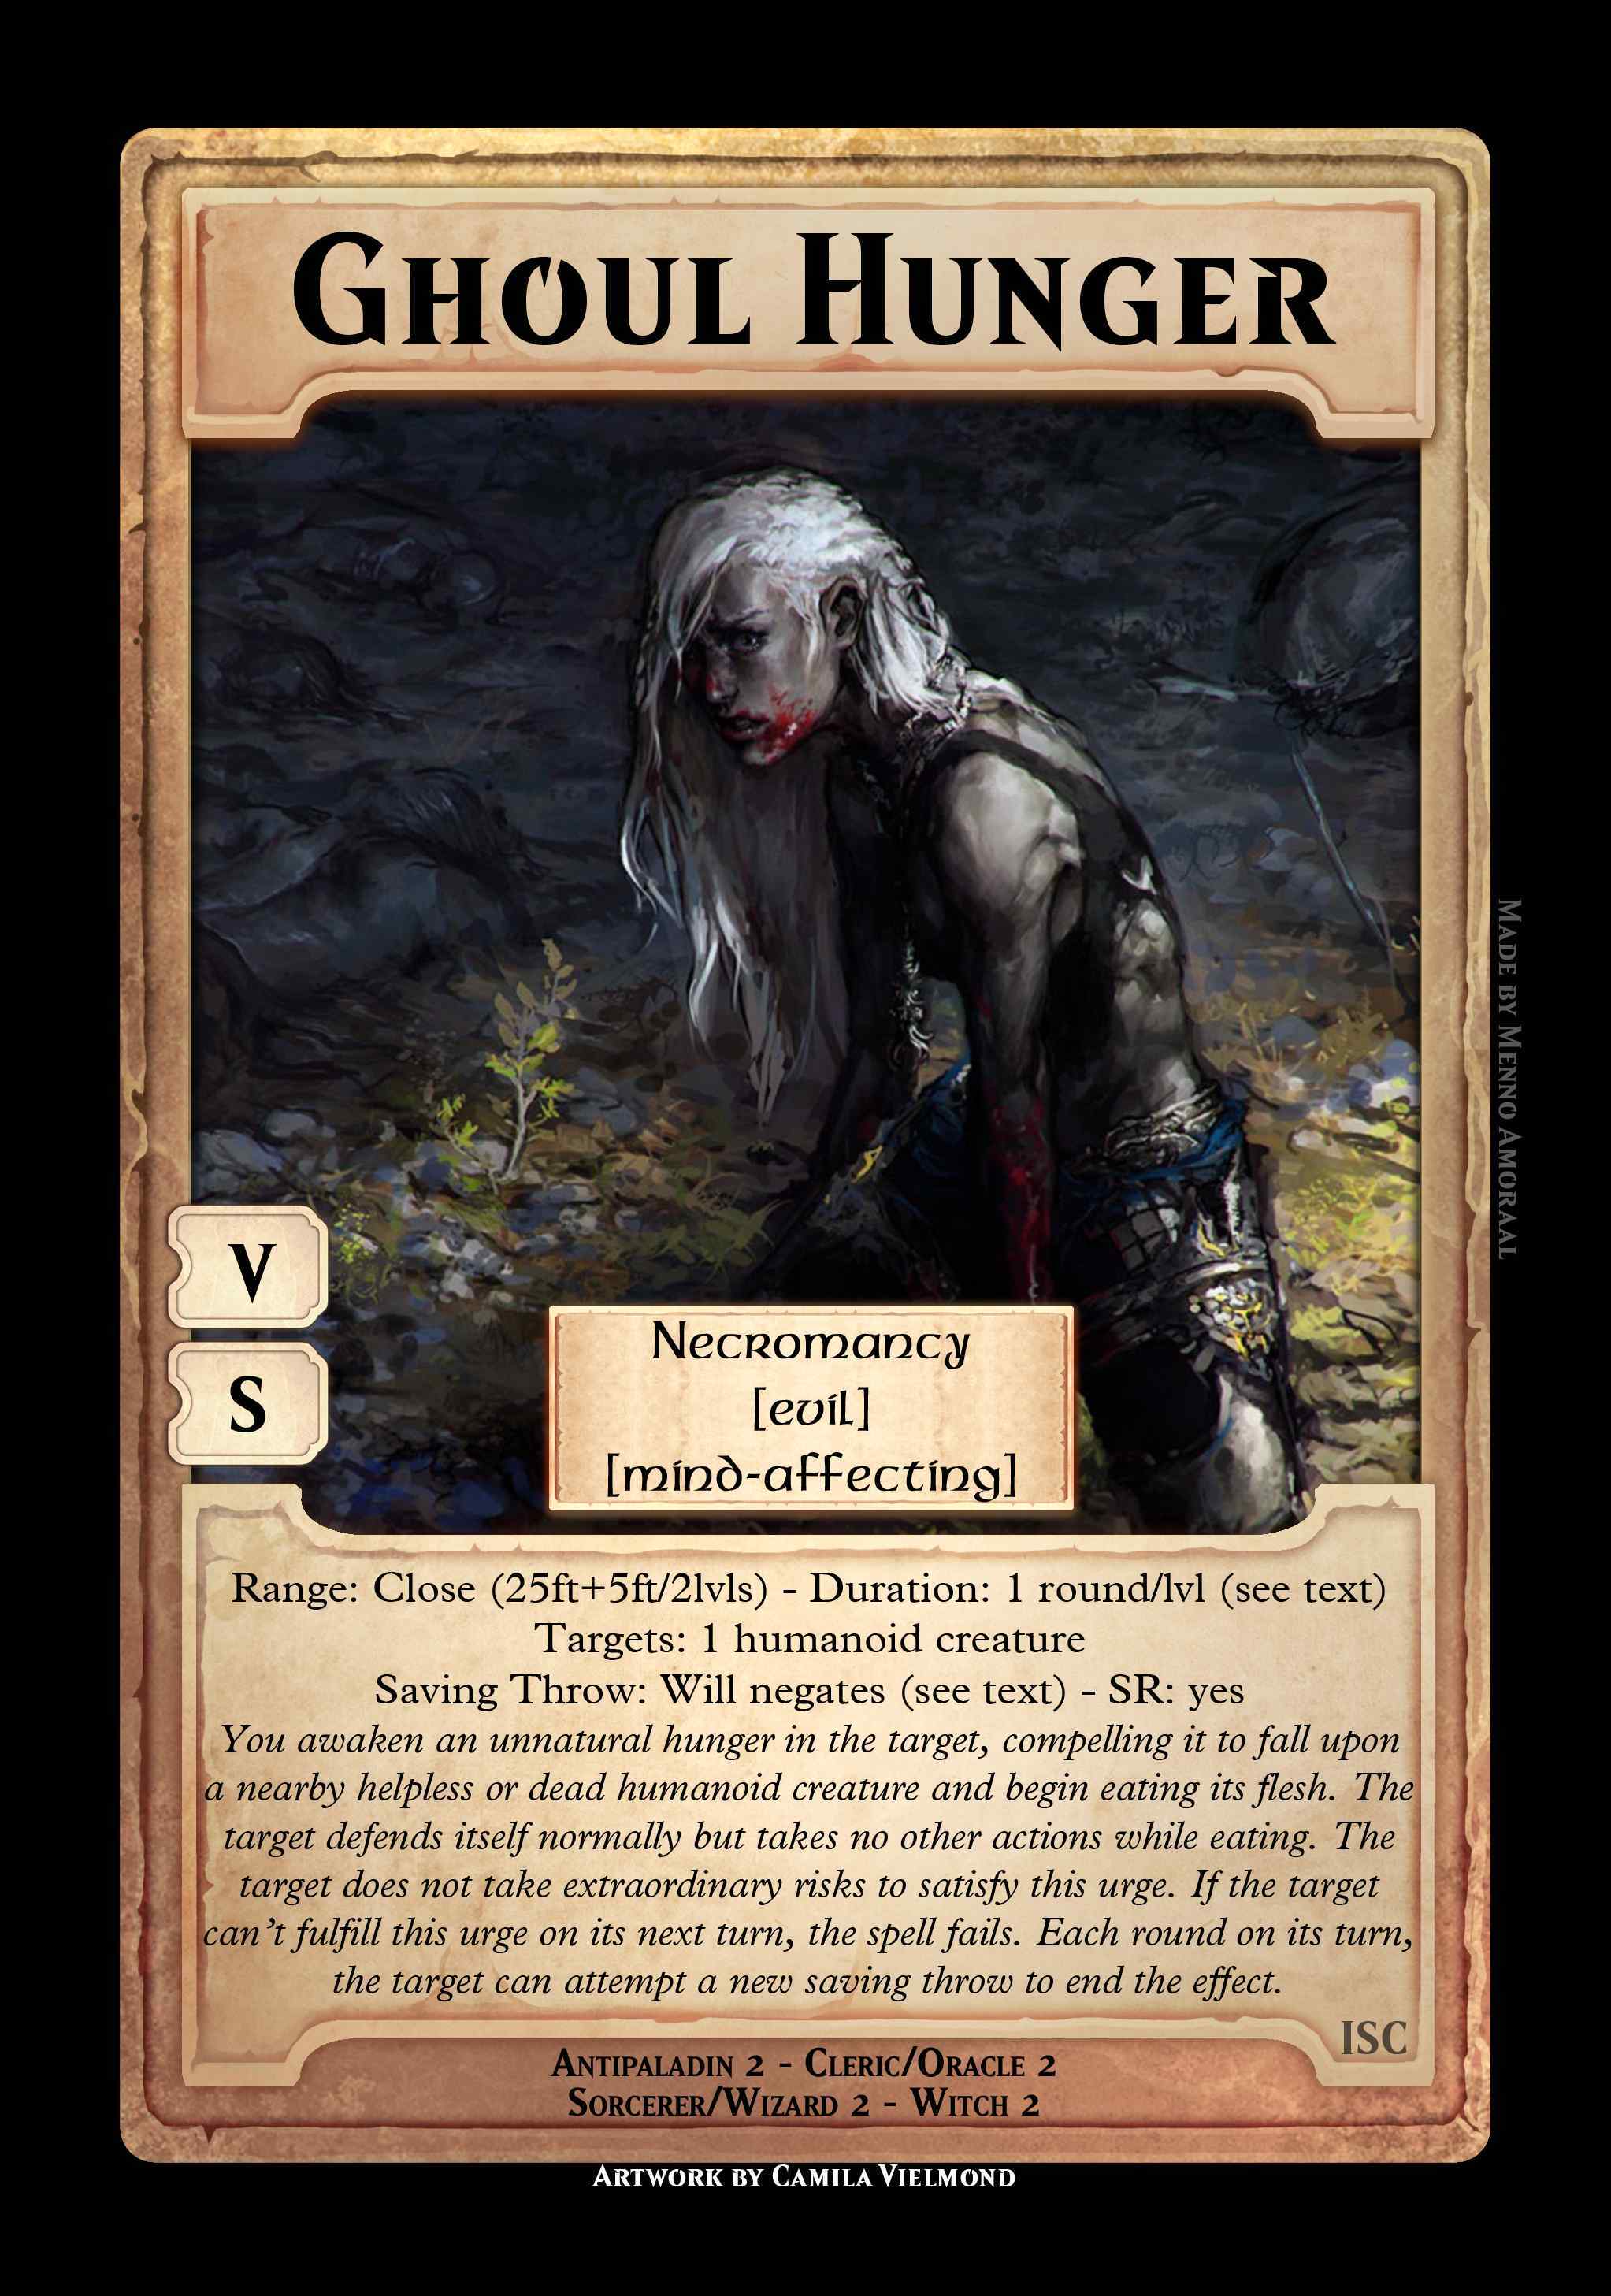 Ghoul Hunger
Made by Menno Amoraal
V
S
Necromancy
[evil]
[mind-affecting]
Range: Close (25ft+5ft/2lvls) - Duration: 1 round/lvl (see text)
Targets: 1 humanoid creature
Saving Throw: Will negates (see text) - SR: yes
You awaken an unnatural hunger in the target, compelling it to fall upon
a nearby helpless or dead humanoid creature and begin eating its flesh. The
target defends itself normally but takes no other actions while eating. The
target does not take extraordinary risks to satisfy this urge. If the target
can't fulfill this urge on its next turn, the spell fails. Each round on its turn,
the target can attempt a new saving throw to end the effect.
ISC
Antipaladin 2 - Cleric/Oracle 2
Sorcerer/Wizard 2 - Witch 2
Artwork by Camila Vielmond